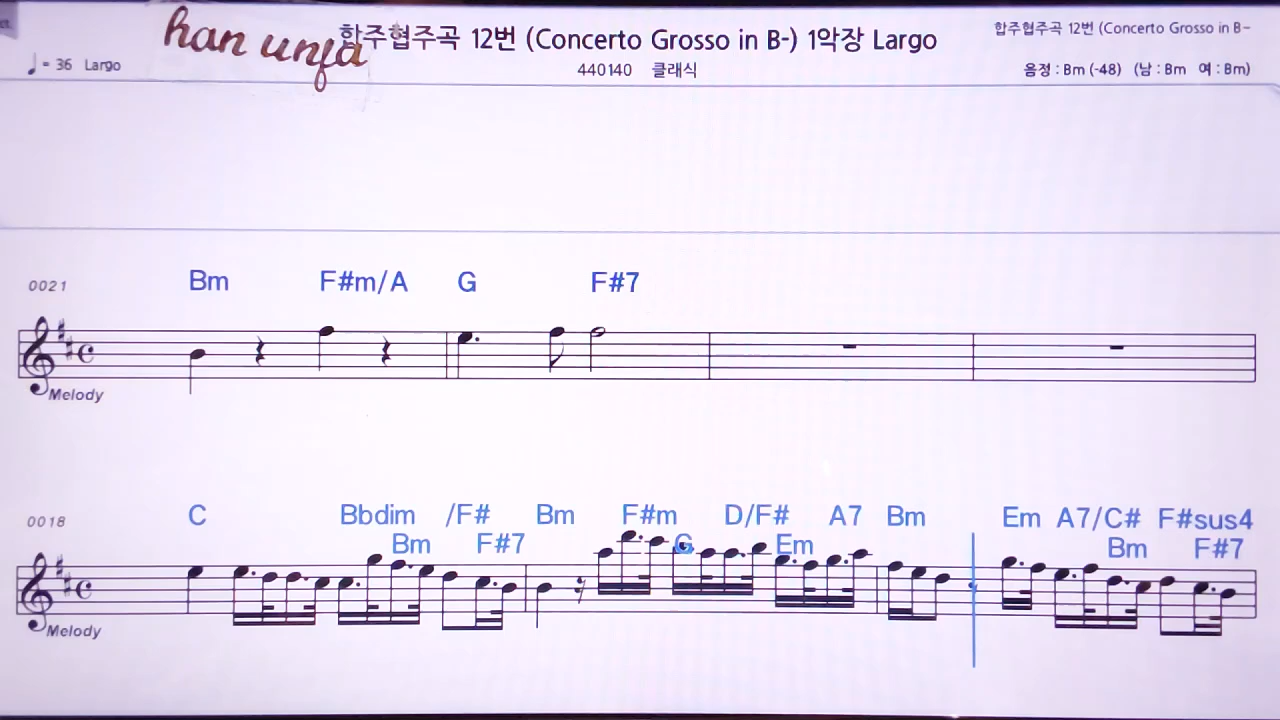 han unja
합주협주곡 12번 (Concerto Grosso in B-) 1악장 Largo
합주협주곡 12번 (Concerto Grosso in B-
♩= 36 Largo
440140 클래식
음정 : Bm (-48) (남 : Bm 여 : Bm)
0021 Bm F#m/A G F#7
Melody
0018 C Bbdim /F# Bm F#m D/F# A7 Bm Em A7/C# F#sus4
Bm F#7 G Em Bm F#7
Melody